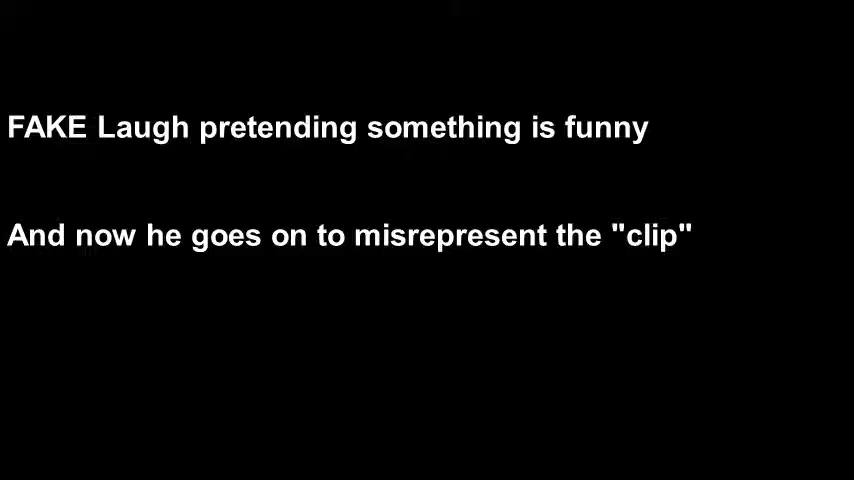 FAKE Laugh pretending something is funny
And now he goes on to misrepresent the "clip"